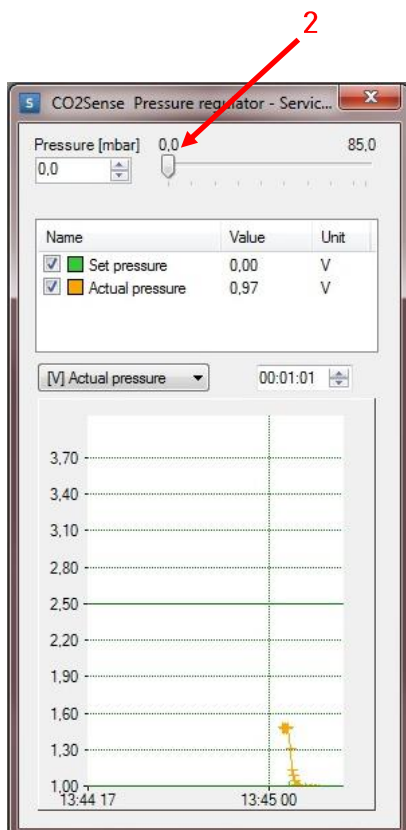 2
S CO2Sense Pressure regulator - Servic... X
Pressure [mbar] 0,0 85,0
0,0
Name Value Unit
Set pressure 0,00 V
Actual pressure 0,97 V
[V] Actual pressure 00:01:01
3,70
3,40
3,10
2,80
2,50
2,20
1,90
1,60
1,30
1,00
13:44 17 13:45 00